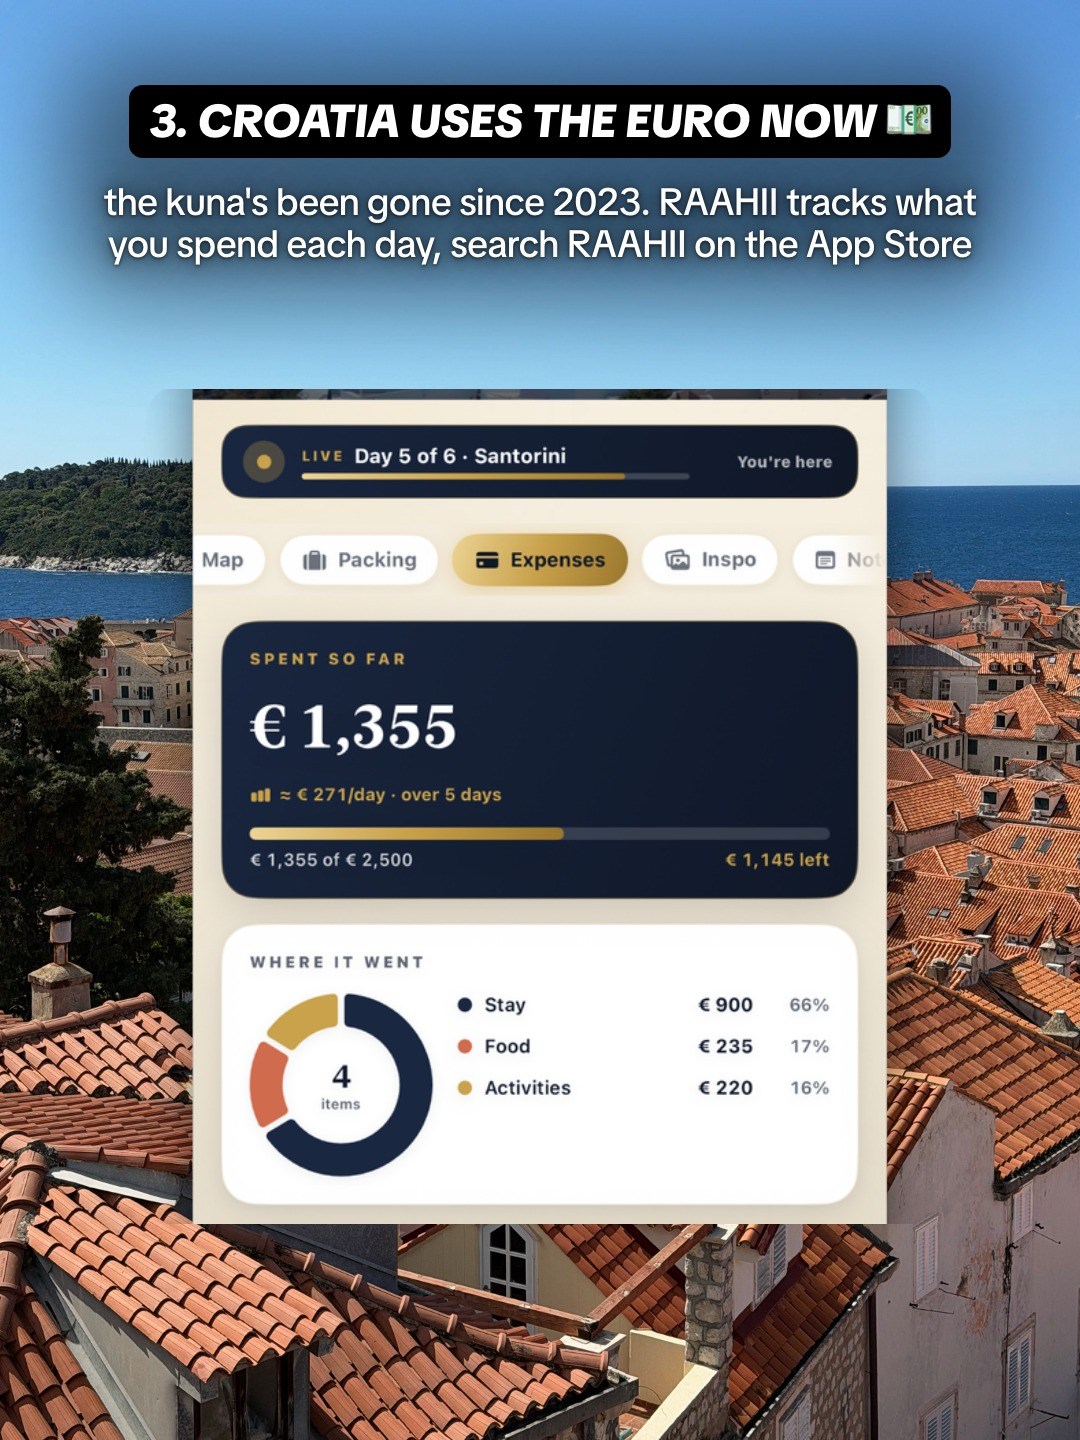 3. CROATIA USES THE EURO NOW 💶
the kuna's been gone since 2023. RAAHII tracks what
you spend each day, search RAAHII on the App Store
LIVE Day 5 of 6 · Santorini
You're here
Map
Packing
Expenses
Inspo
Not
SPENT SO FAR
€ 1,355
≈ € 271/day · over 5 days
€ 1,355 of € 2,500
€ 1,145 left
WHERE IT WENT
4
items
Stay € 900 66%
Food € 235 17%
Activities € 220 16%